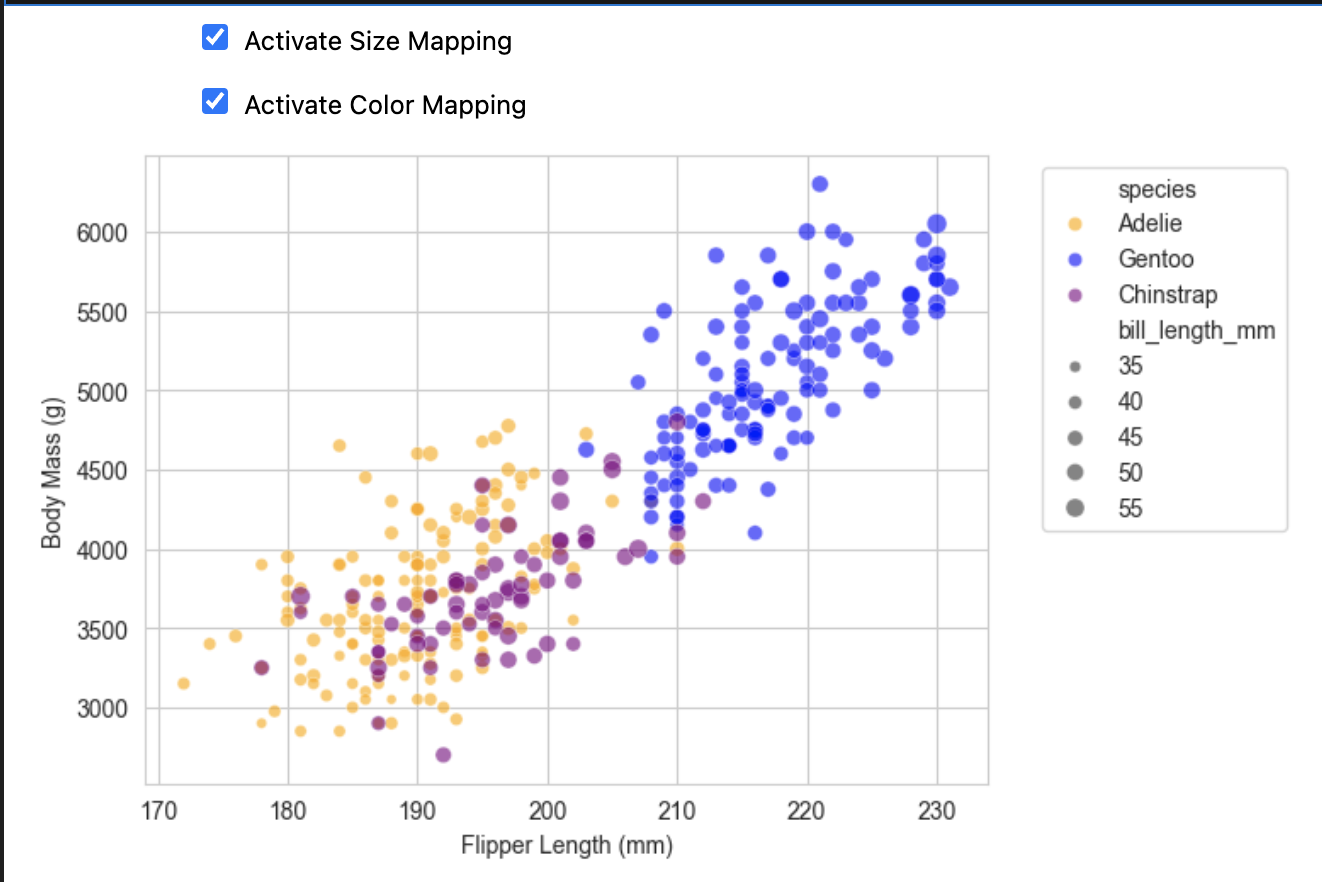 Activate Size Mapping
Activate Color Mapping
6000
5500
5000
4500
4000
3500
3000
Body Mass (g)
170 180 190 200 210 220 230
Flipper Length (mm)
species
Adelie
Gentoo
Chinstrap
bill_length_mm
35
40
45
50
55